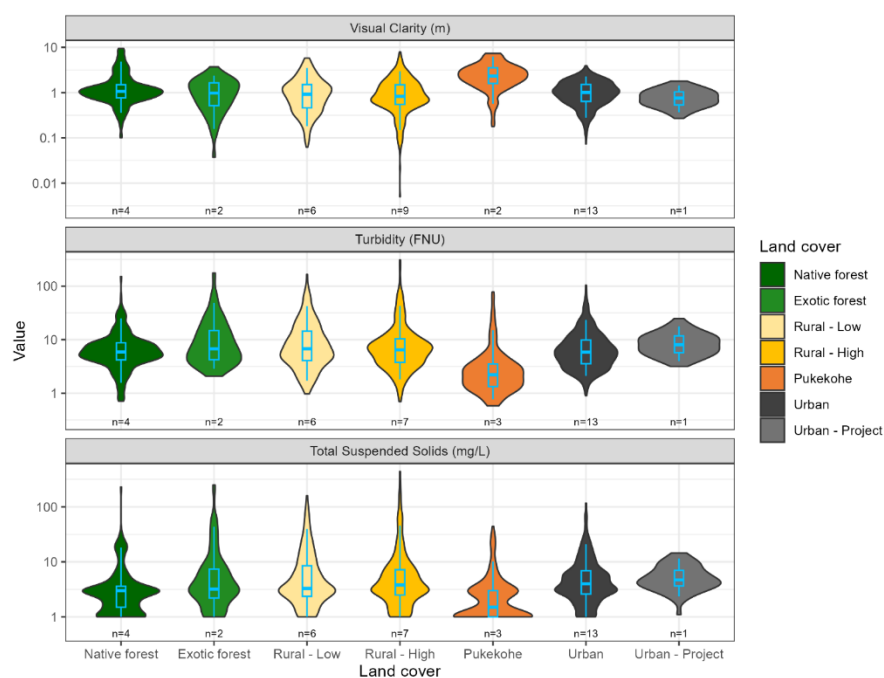 Visual Clarity (m)
10
1
0.1
0.01
n=4 n=2 n=6 n=9 n=2 n=13 n=1
Turbidity (FNU)
100
10
1
n=4 n=2 n=6 n=7 n=3 n=13 n=1
Total Suspended Solids (mg/L)
100
10
1
n=4 n=2 n=6 n=7 n=3 n=13 n=1
Native forest Exotic forest Rural - Low Rural - High Pukekohe Urban Urban - Project
Land cover
Value
Land cover
Native forest
Exotic forest
Rural - Low
Rural - High
Pukekohe
Urban
Urban - Project